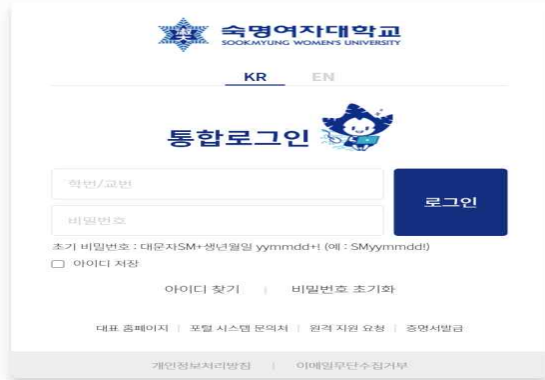 숙명여자대학교
SOOKMYUNG WOMEN'S UNIVERSITY
KR EN
통합로그인
학번/교번
로그인
비밀번호
초기 비밀번호 : 대문자SM+생년월일 yymmdd+! (예 : SMyymmdd!)
아이디 저장
아이디 찾기 | 비밀번호 초기화
대표 홈페이지 | 포털 시스템 문의처 | 원격 지원 요청 | 증명서발급
개인정보처리방침 | 이메일무단수집거부